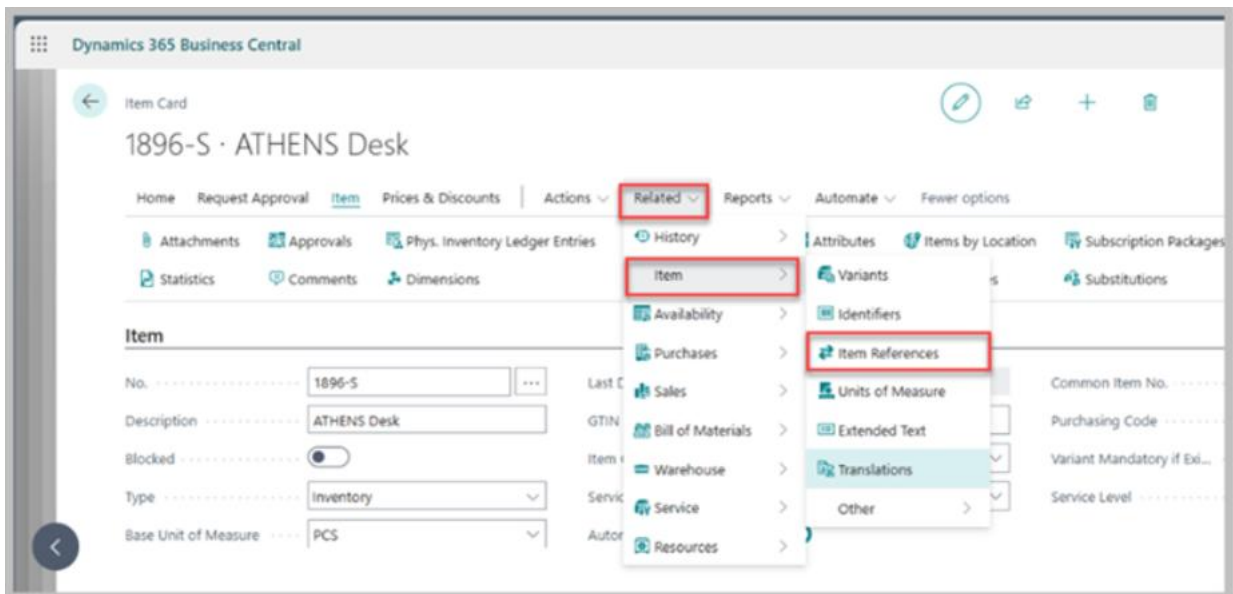 Dynamics 365 Business Central
Item Card
1896-S · ATHENS Desk
Home Request Approval Item Prices & Discounts Actions Related Reports Automate Fewer options
Attachments Approvals Phys. Inventory Ledger Entries History Attributes Items by Location Subscription Packages
Statistics Comments Dimensions Item Variants Substitutions
Availability Identifiers
Item
Purchases Item References
No. 1896-S Last D Sales Units of Measure Common Item No.
Description ATHENS Desk GTIN Bill of Materials Extended Text Purchasing Code
Blocked Item Warehouse Translations Variant Mandatory if Exi...
Type Inventory Servic Service Other Service Level
Base Unit of Measure PCS Autor Resources